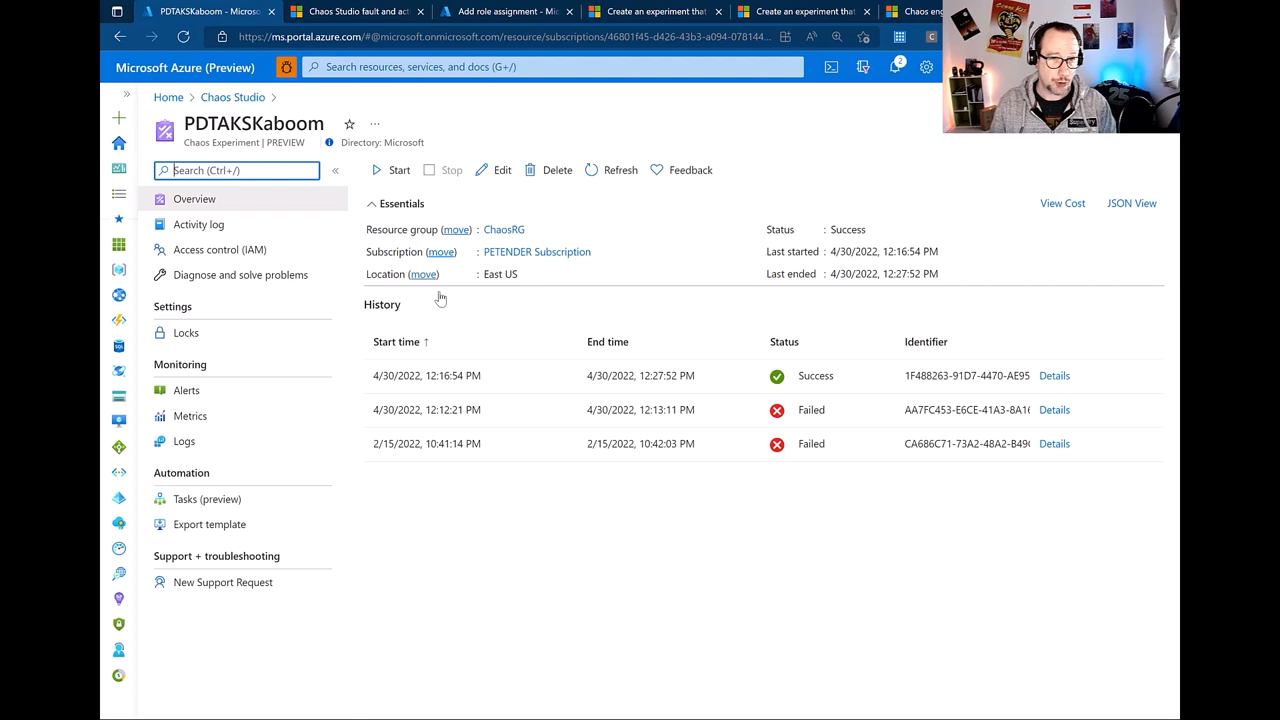 PDTAKSKaboom - Microsoft Az
Chaos Studio fault and acti
Add role assignment - Micr
Create an experiment that
Create an experiment that
Chaos eng
https://ms.portal.azure.com/#@microsoft.onmicrosoft.com/resource/subscriptions/46801f45-d426-43b3-a094-078144...
Microsoft Azure (Preview)
Search resources, services, and docs (G+/)
2
Home > Chaos Studio >
PDTAKSKaboom
Chaos Experiment | PREVIEW
Directory: Microsoft
Search (Ctrl+/)
Start
Stop
Edit
Delete
Refresh
Feedback
Overview
Activity log
Access control (IAM)
Diagnose and solve problems
Settings
Locks
Monitoring
Alerts
Metrics
Logs
Automation
Tasks (preview)
Export template
Support + troubleshooting
New Support Request
Essentials
View Cost
JSON View
Resource group (move) : ChaosRG
Status : Success
Subscription (move) : PETENDER Subscription
Last started : 4/30/2022, 12:16:54 PM
Location (move) : East US
Last ended : 4/30/2022, 12:27:52 PM
History
Start time ↑ End time Status Identifier
4/30/2022, 12:16:54 PM 4/30/2022, 12:27:52 PM Success 1F488263-91D7-4470-AE95 Details
4/30/2022, 12:12:21 PM 4/30/2022, 12:13:11 PM Failed AA7FC453-E6CE-41A3-8A16 Details
2/15/2022, 10:41:14 PM 2/15/2022, 10:42:03 PM Failed CA686C71-73A2-48A2-B490 Details